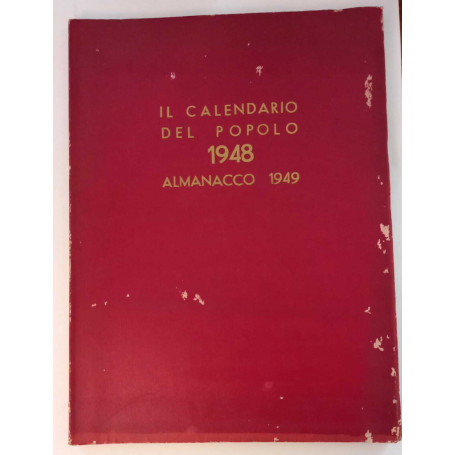 IL CALENDARIO
DEL POPOLO
1948
ALMANACCO 1949